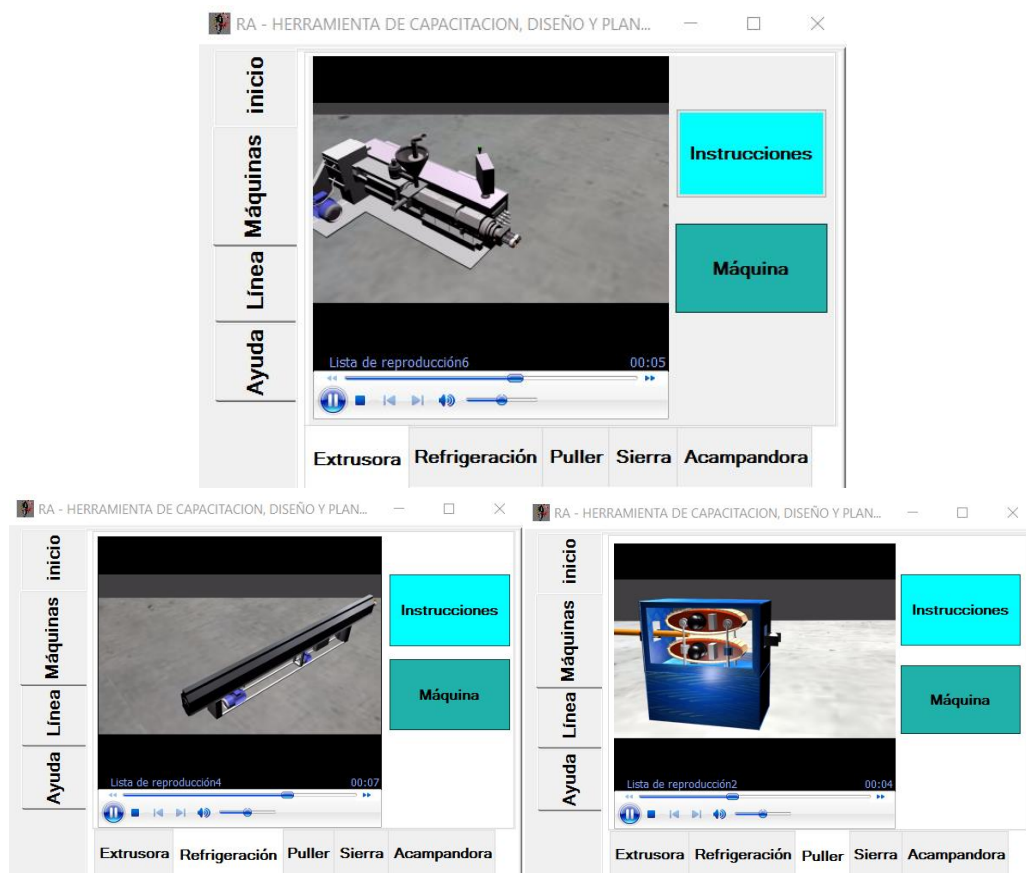 RA - HERRAMIENTA DE CAPACITACION, DISEÑO Y PLAN...
inicio
Máquinas
Línea
Ayuda
Instrucciones
Máquina
Lista de reproducción6 00:05
Extrusora Refrigeración Puller Sierra Acampandora
RA - HERRAMIENTA DE CAPACITACION, DISEÑO Y PLAN...
inicio
Máquinas
Línea
Ayuda
Instrucciones
Máquina
Lista de reproducción4 00:07
Extrusora Refrigeración Puller Sierra Acampandora
RA - HERRAMIENTA DE CAPACITACION, DISEÑO Y PLAN...
inicio
Máquinas
Línea
Ayuda
Instrucciones
Máquina
Lista de reproducción2 00:04
Extrusora Refrigeración Puller Sierra Acampandora